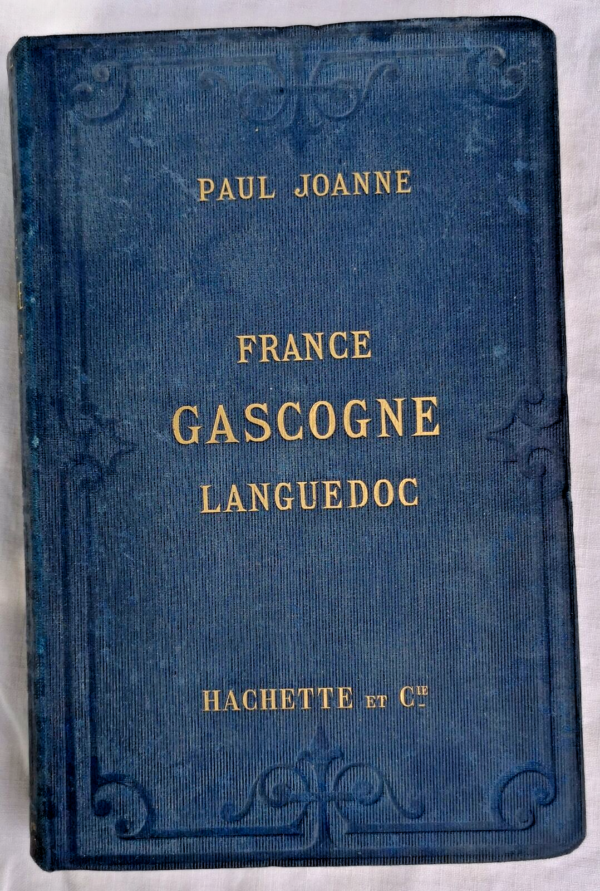 PAUL JOANNE
FRANCE
GASCOGNE
LANGUEDOC
HACHETTE ET CIE